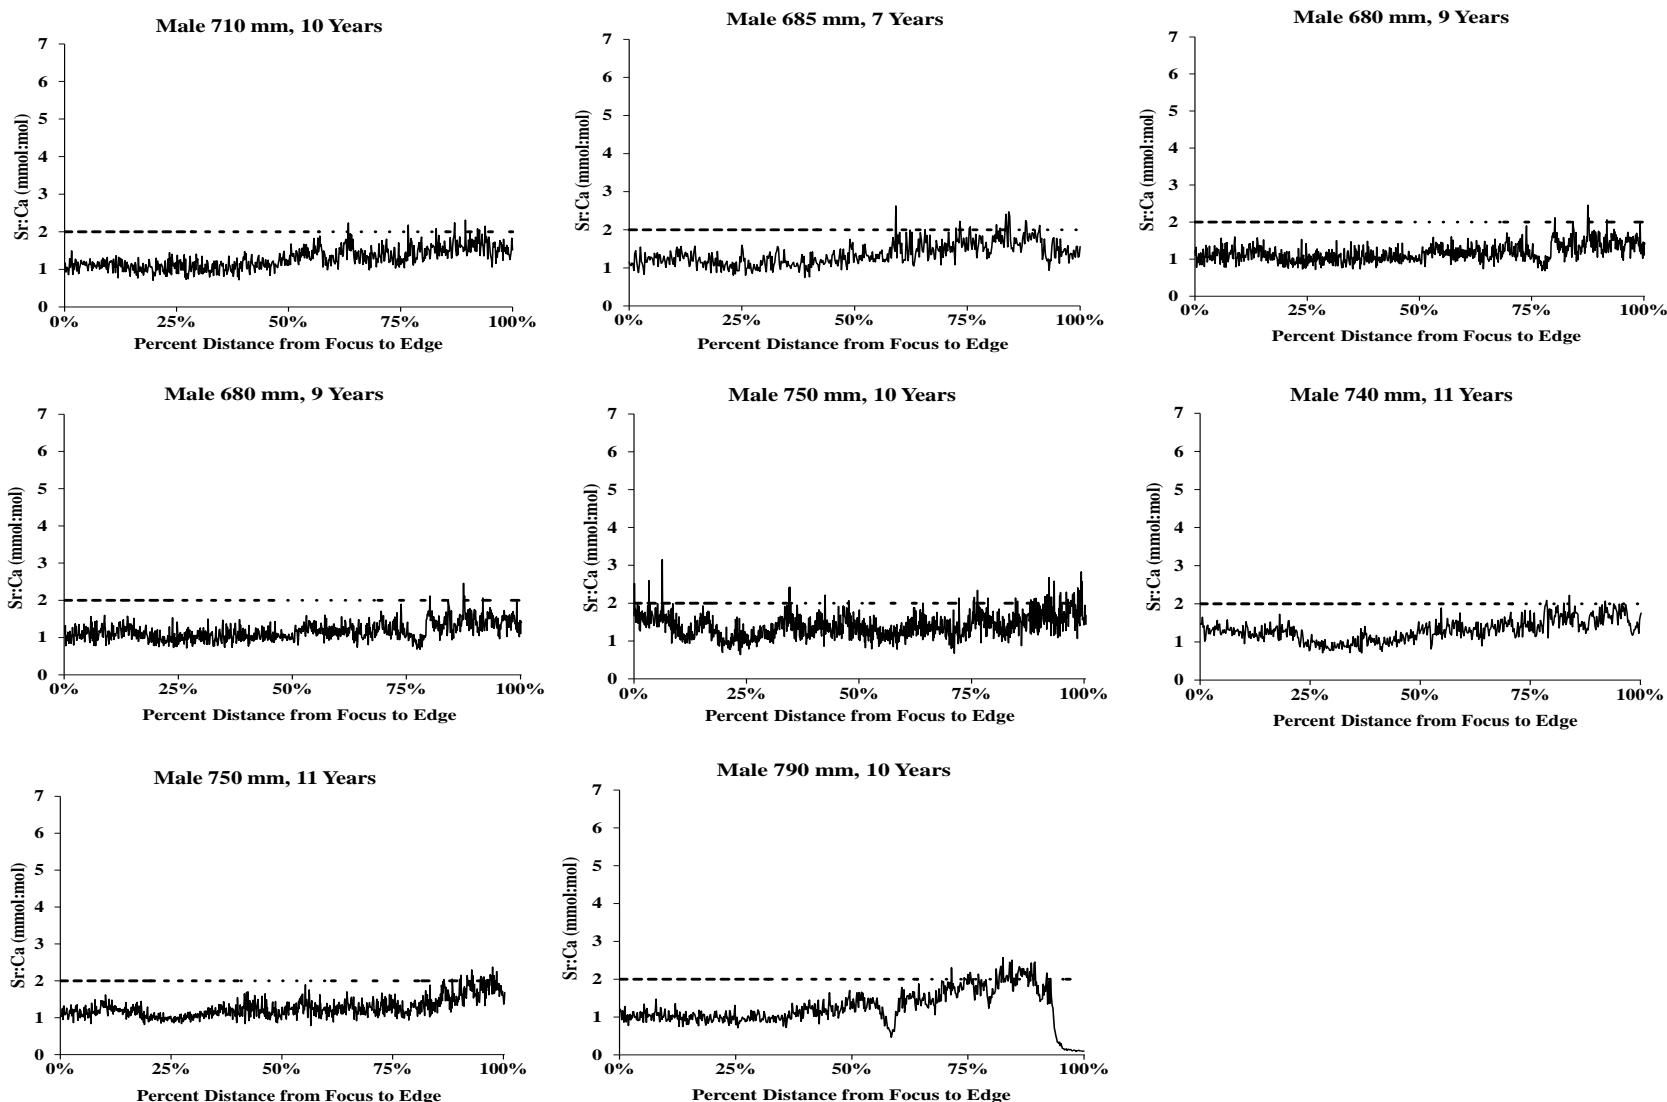 Male 710 mm, 10 Years
7
6
5
4
3
2
1
0
Sr:Ca (mmol:mol)
0% 25% 50% 75% 100%
Percent Distance from Focus to Edge
Male 685 mm, 7 Years
7
6
5
4
3
2
1
0
Sr:Ca (mmol:mol)
0% 25% 50% 75% 100%
Percent Distance from Focus to Edge
Male 680 mm, 9 Years
7
6
5
4
3
2
1
0
Sr:Ca (mmol:mol)
0% 25% 50% 75% 100%
Percent Distance from Focus to Edge
Male 680 mm, 9 Years
7
6
5
4
3
2
1
0
Sr:Ca (mmol:mol)
0% 25% 50% 75% 100%
Percent Distance from Focus to Edge
Male 750 mm, 10 Years
7
6
5
4
3
2
1
0
Sr:Ca (mmol:mol)
0% 25% 50% 75% 100%
Percent Distance from Focus to Edge
Male 740 mm, 11 Years
7
6
5
4
3
2
1
0
Sr:Ca (mmol:mol)
0% 25% 50% 75% 100%
Percent Distance from Focus to Edge
Male 750 mm, 11 Years
7
6
5
4
3
2
1
0
Sr:Ca (mmol:mol)
0% 25% 50% 75% 100%
Percent Distance from Focus to Edge
Male 790 mm, 10 Years
7
6
5
4
3
2
1
0
Sr:Ca (mmol:mol)
0% 25% 50% 75% 100%
Percent Distance from Focus to Edge